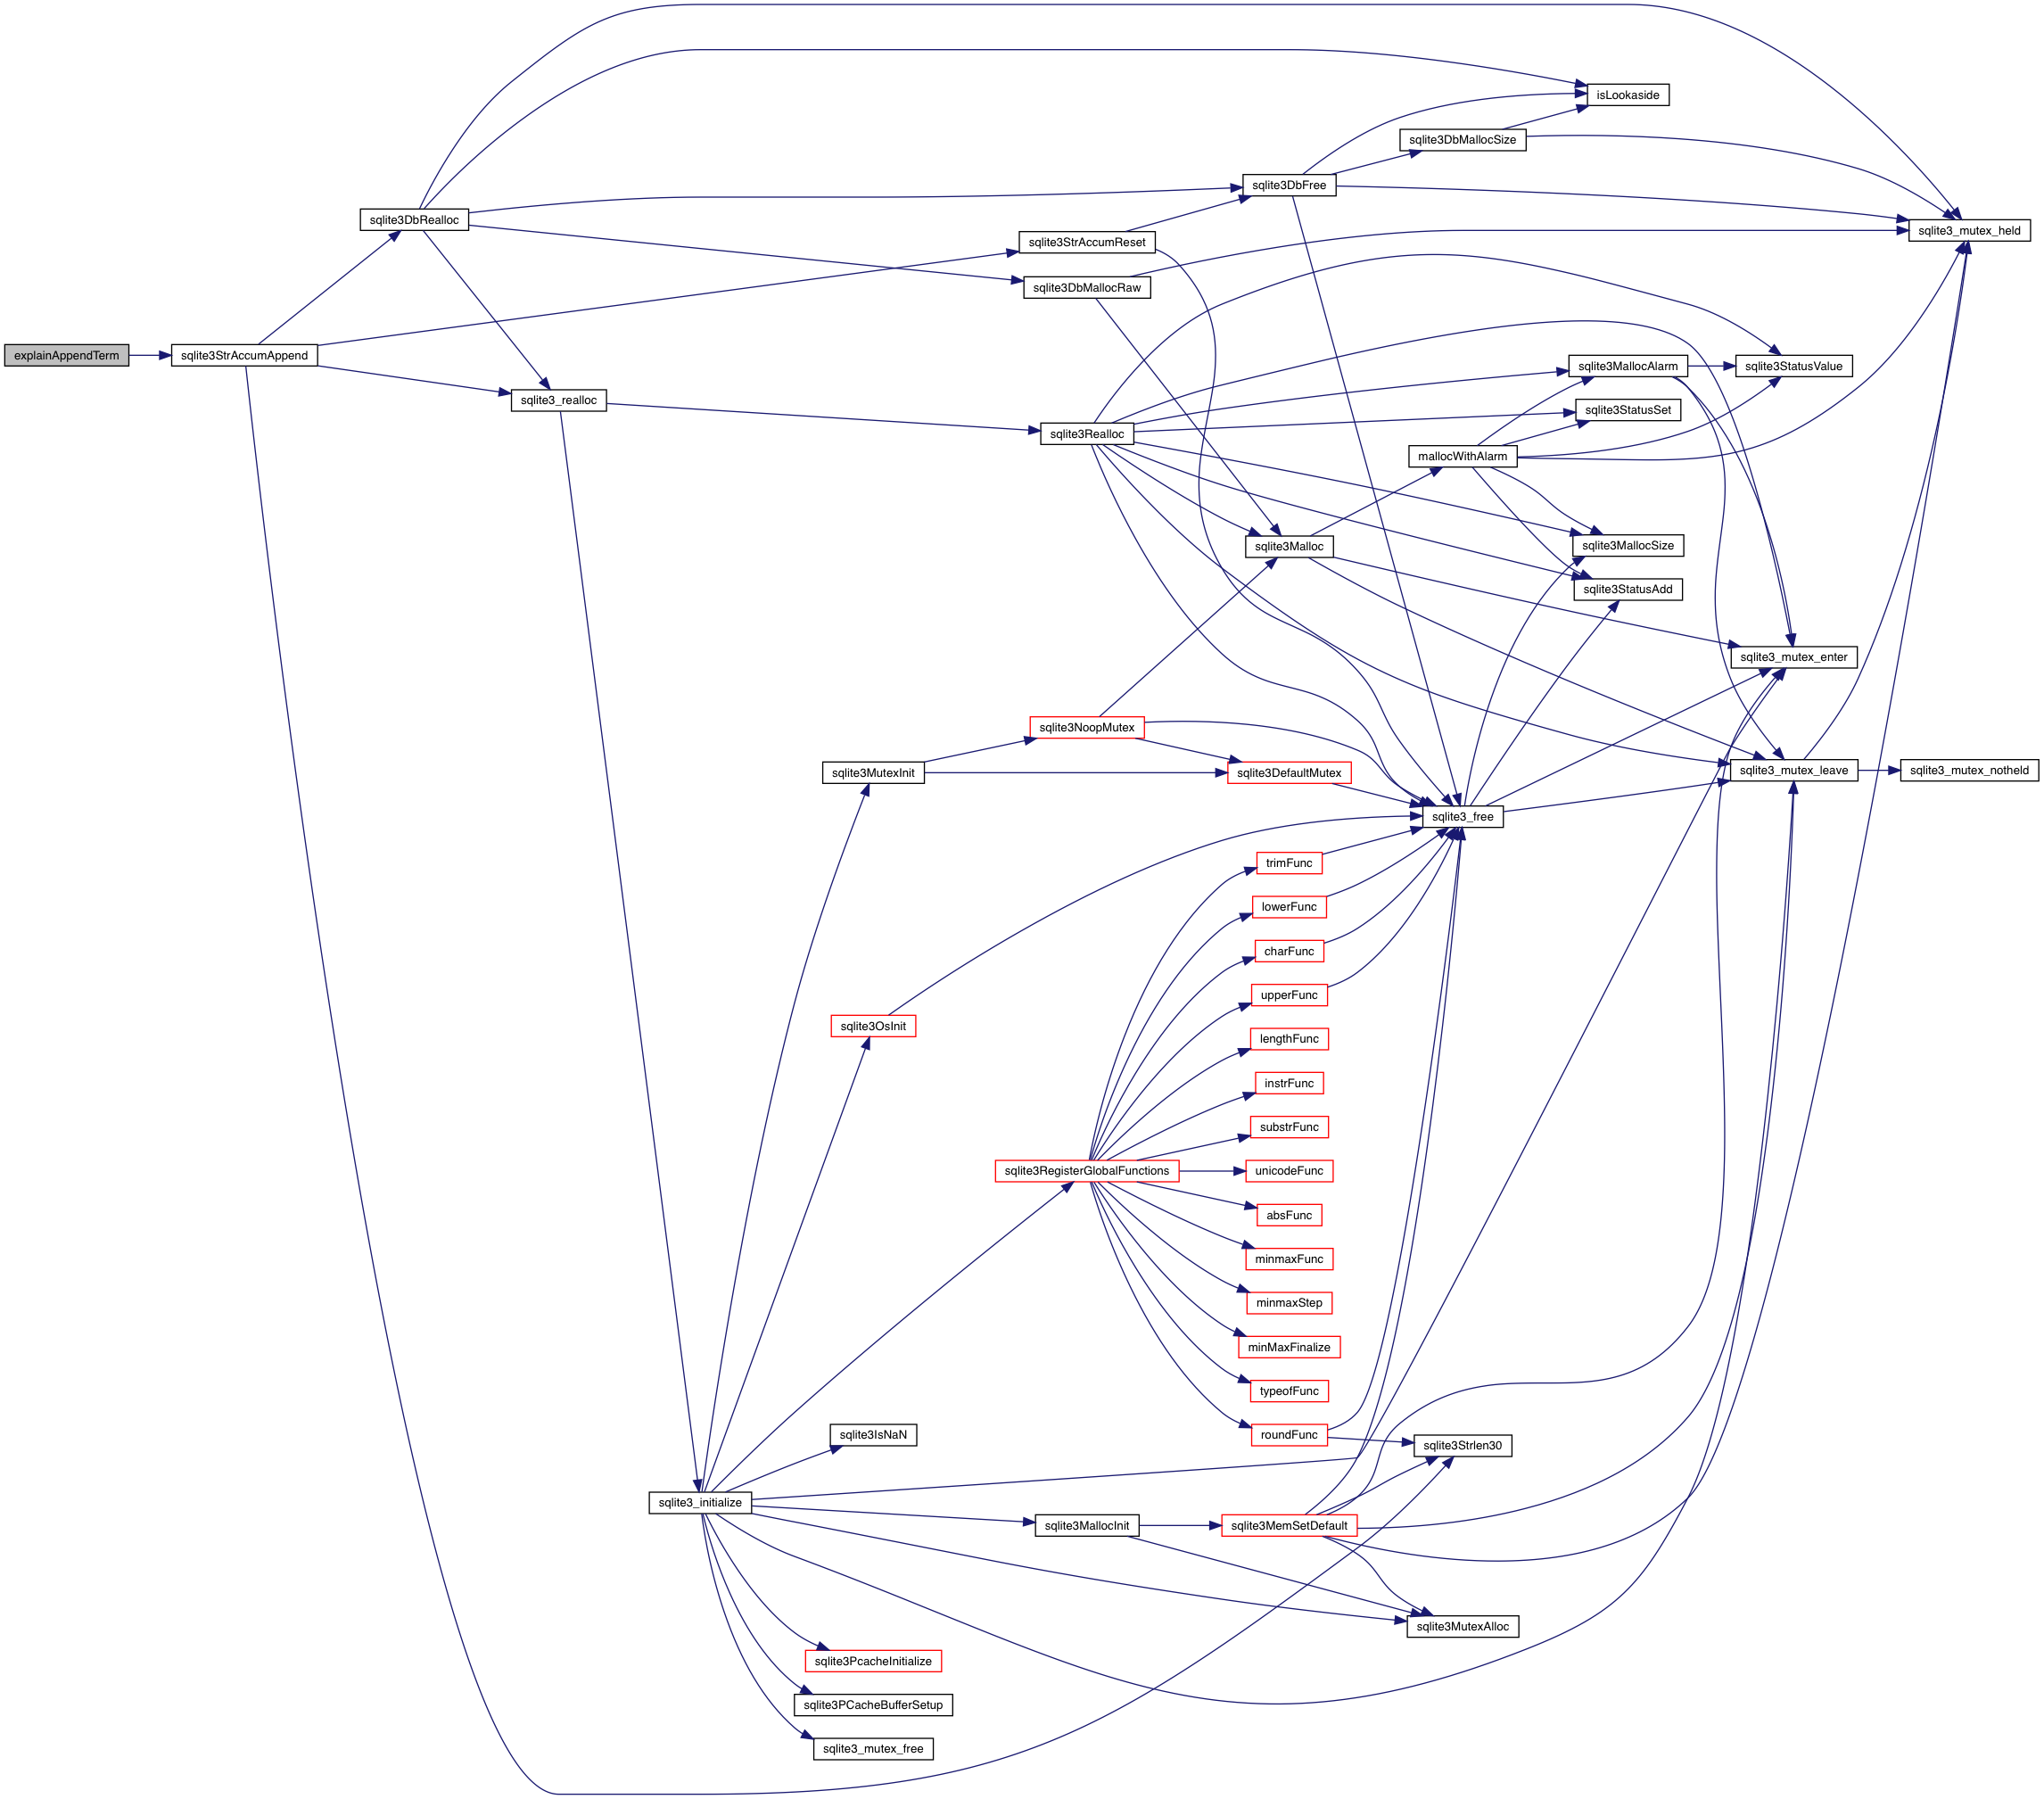 isLookaside
sqlite3DbMallocSize
sqlite3DbFree
sqlite3DbRealloc
sqlite3_mutex_held
sqlite3StrAccumReset
sqlite3DbMallocRaw
explainAppendTerm
sqlite3StrAccumAppend
sqlite3MallocAlarm
sqlite3StatusValue
sqlite3_realloc
sqlite3StatusSet
sqlite3Realloc
mallocWithAlarm
sqlite3Malloc
sqlite3MallocSize
sqlite3StatusAdd
sqlite3_mutex_enter
sqlite3NoopMutex
sqlite3MutexInit
sqlite3DefaultMutex
sqlite3_mutex_leave
sqlite3_mutex_notheld
sqlite3_free
trimFunc
lowerFunc
charFunc
upperFunc
sqlite3OsInit
lengthFunc
instrFunc
substrFunc
sqlite3RegisterGlobalFunctions
unicodeFunc
absFunc
minmaxFunc
minmaxStep
minMaxFinalize
typeofFunc
sqlite3IsNaN
roundFunc
sqlite3Strlen30
sqlite3_initialize
sqlite3MallocInit
sqlite3MemSetDefault
sqlite3MutexAlloc
sqlite3PcacheInitialize
sqlite3PCacheBufferSetup
sqlite3_mutex_free